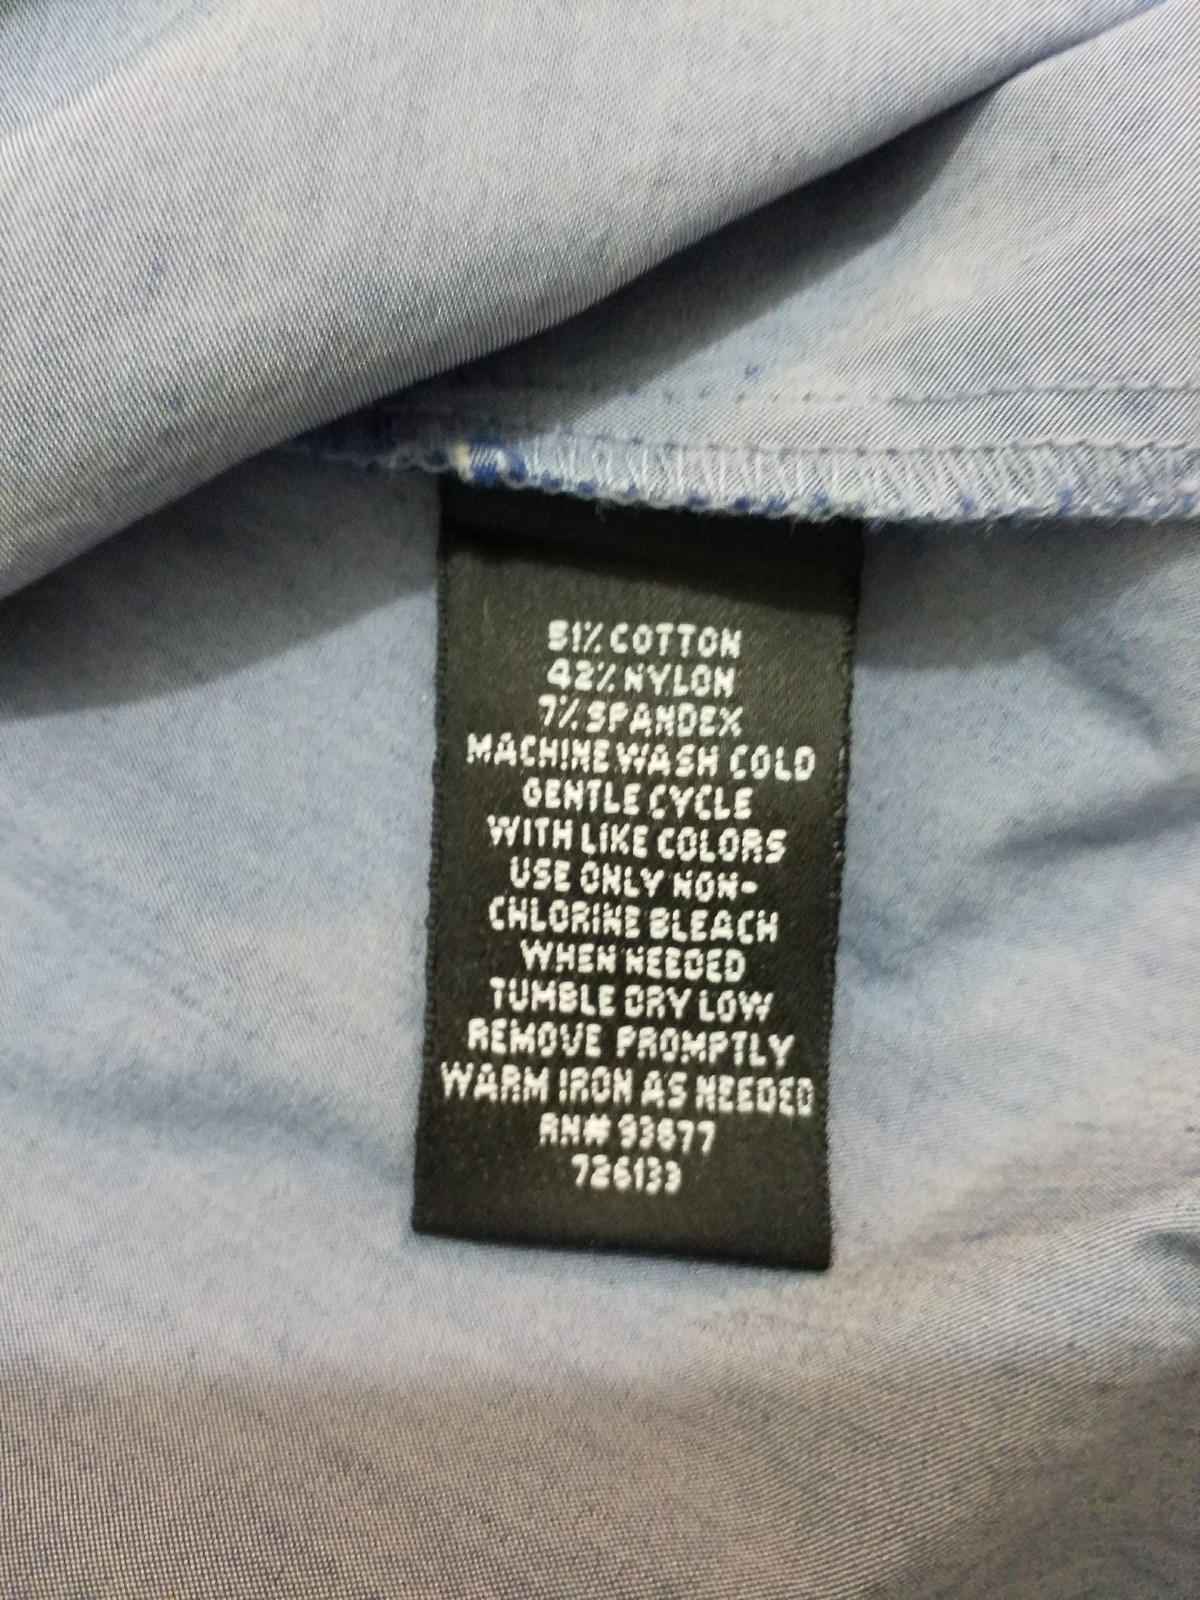 51% COTTON
42% NYLON
7% SPANDEX
MACHINE WASH COLD
GENTLE CYCLE
WITH LIKE COLORS
USE ONLY NON-
CHLORINE BLEACH
WHEN NEEDED
TUMBLE DRY LOW
REMOVE PROMPTLY
WARM IRON AS NEEDED
RN# 93677
726133